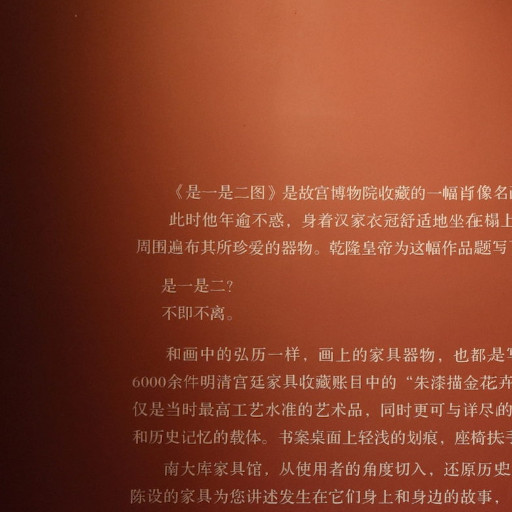 《是一是二图》是故宫博物院收藏的一幅肖像名
此时他年逾不惑，身着汉家衣冠舒适地坐在榻上
周围遍布其所珍爱的器物。乾隆皇帝为这幅作品题写
是一是二？
不即不离。
和画中的弘历一样，画上的家具器物，也都是
6000余件明清宫廷家具收藏账目中的“朱漆描金花卉
仅是当时最高工艺水准的艺术品，同时更可与详尽的
和历史记忆的载体。书案桌面上轻浅的划痕，座椅扶手
南大库家具馆，从使用者的角度切入，还原历史
陈设的家具为您讲述发生在它们身上和身边的故事，